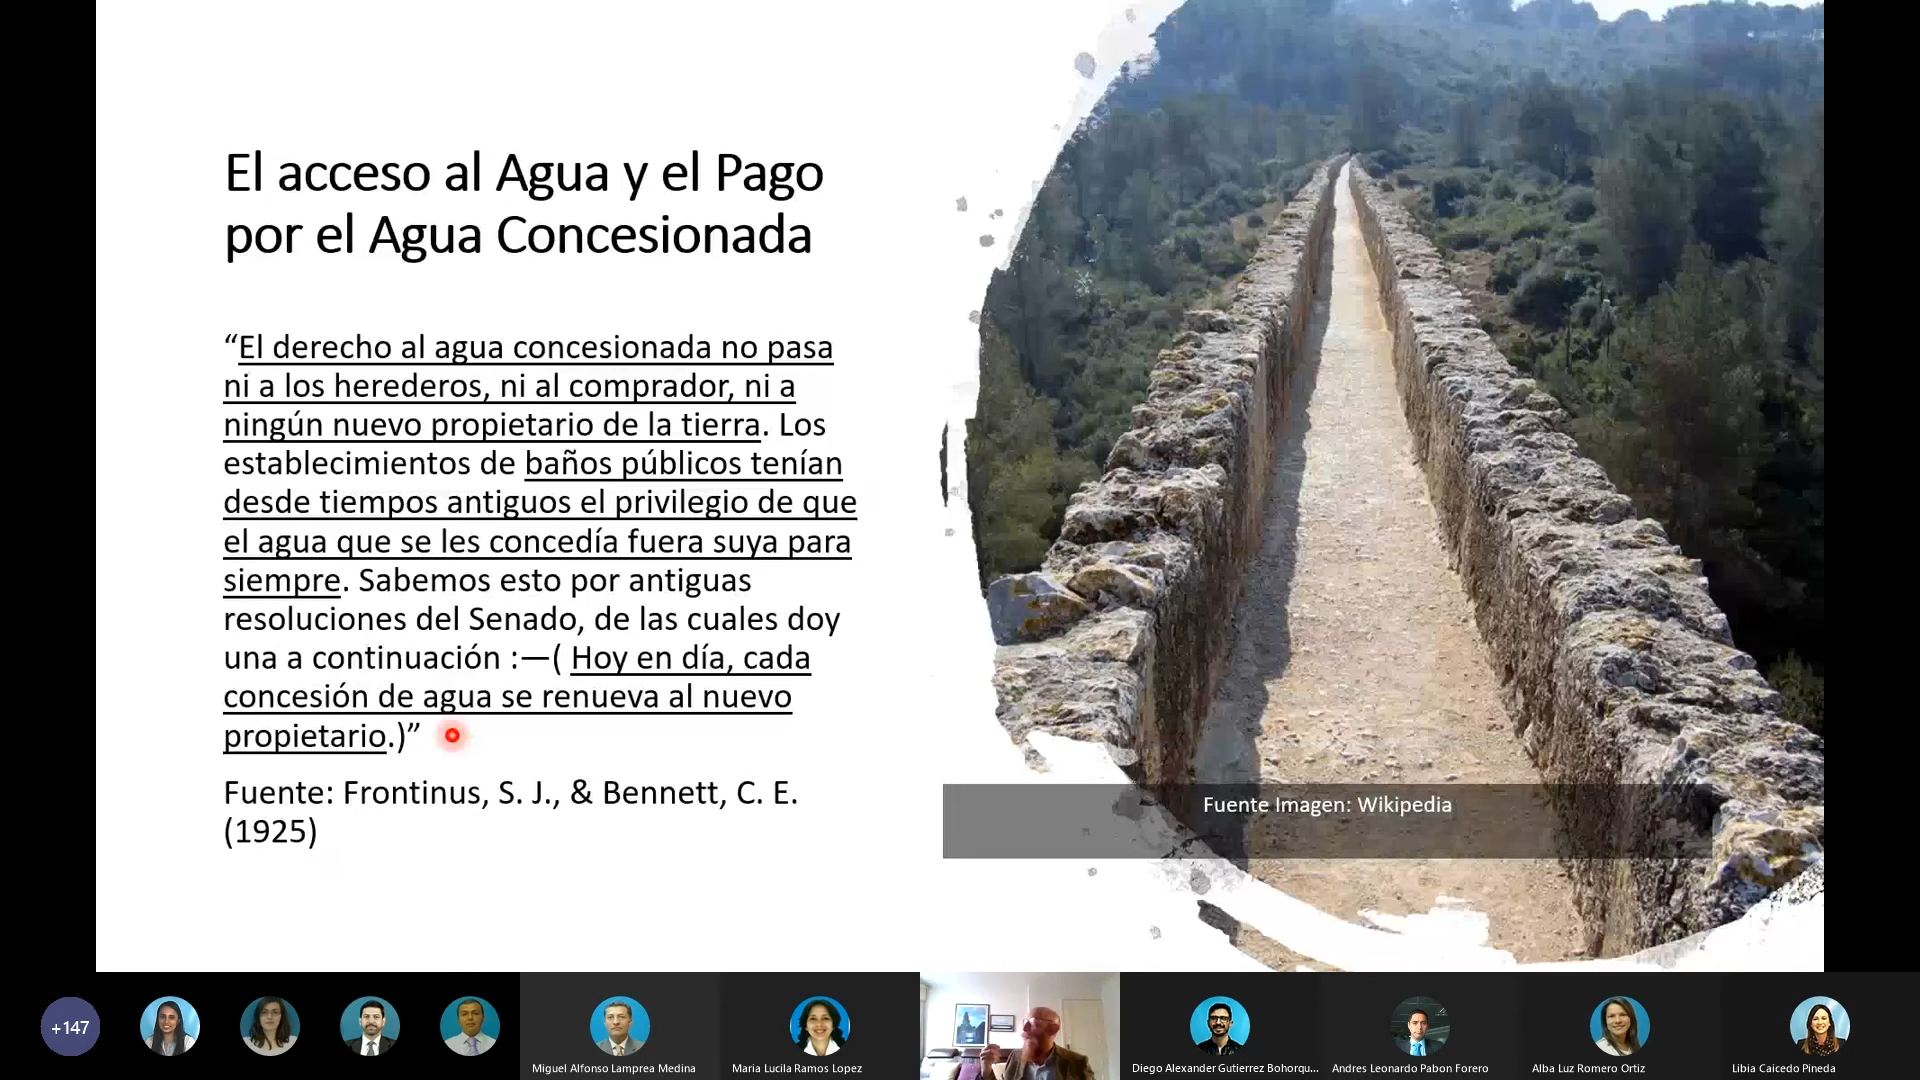 El acceso al Agua y el Pago
por el Agua Concesionada
“El derecho al agua concesionada no pasa
ni a los herederos, ni al comprador, ni a
ningún nuevo propietario de la tierra. Los
establecimientos de baños públicos tenían
desde tiempos antiguos el privilegio de que
el agua que se les concedía fuera suya para
siempre. Sabemos esto por antiguas
resoluciones del Senado, de las cuales doy
una a continuación :—( Hoy en día, cada
concesión de agua se renueva al nuevo
propietario.)”
Fuente: Frontinus, S. J., & Bennett, C. E.
(1925)
Fuente Imagen: Wikipedia
+147
Miguel Alfonso Lamprea Medina
Maria Lucila Ramos Lopez
Diego Alexander Gutierrez Bohorqu...
Andres Leonardo Pabon Forero
Alba Luz Romero Ortiz
Libia Caicedo Pineda